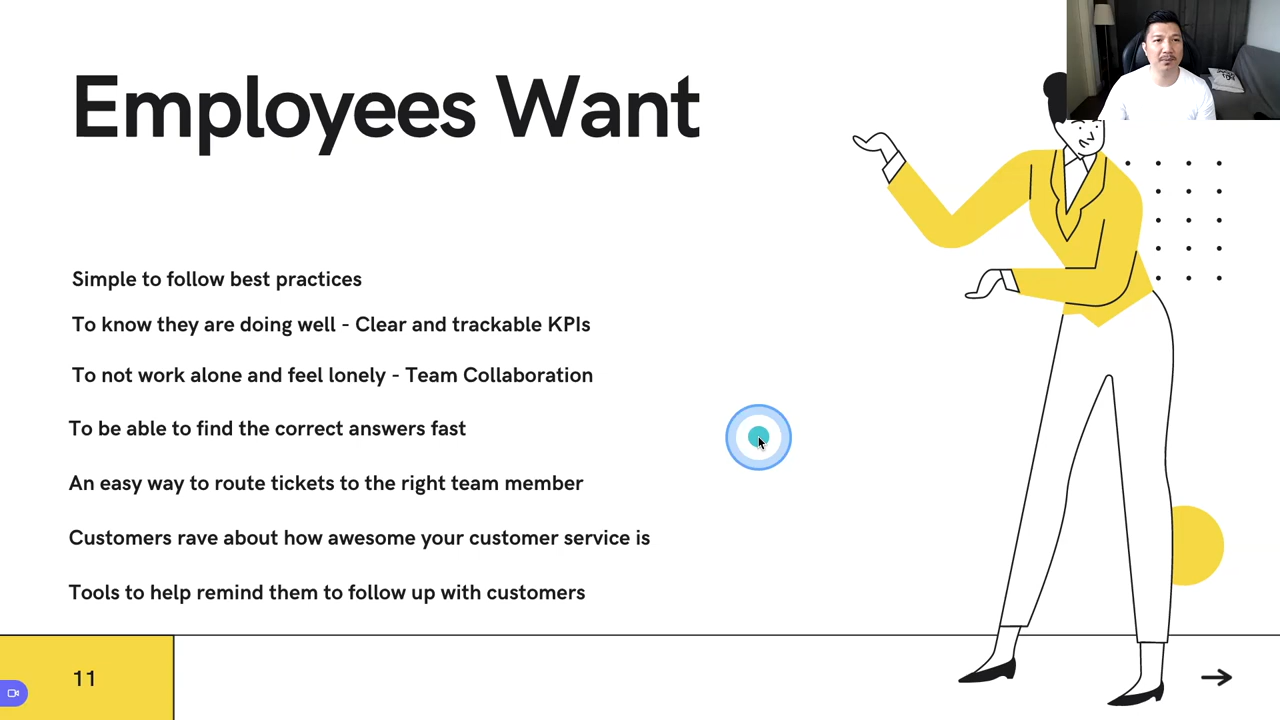 Employees Want
Simple to follow best practices
To know they are doing well - Clear and trackable KPIs
To not work alone and feel lonely - Team Collaboration
To be able to find the correct answers fast
An easy way to route tickets to the right team member
Customers rave about how awesome your customer service is
Tools to help remind them to follow up with customers
11